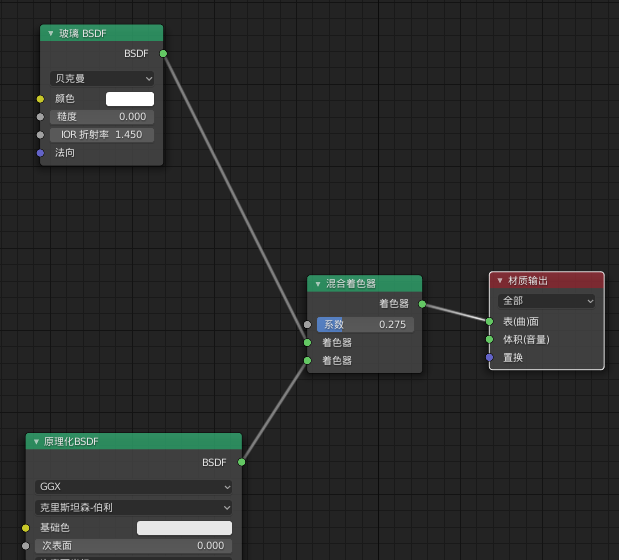 玻璃 BSDF
BSDF
贝克曼
颜色
糙度 0.000
IOR 折射率 1.450
法向
混合着色器
着色器
系数 0.275
着色器
着色器
材质输出
全部
表(曲)面
体积(音量)
置换
原理化BSDF
BSDF
GGX
克里斯坦森-伯利
基础色
次表面 0.000